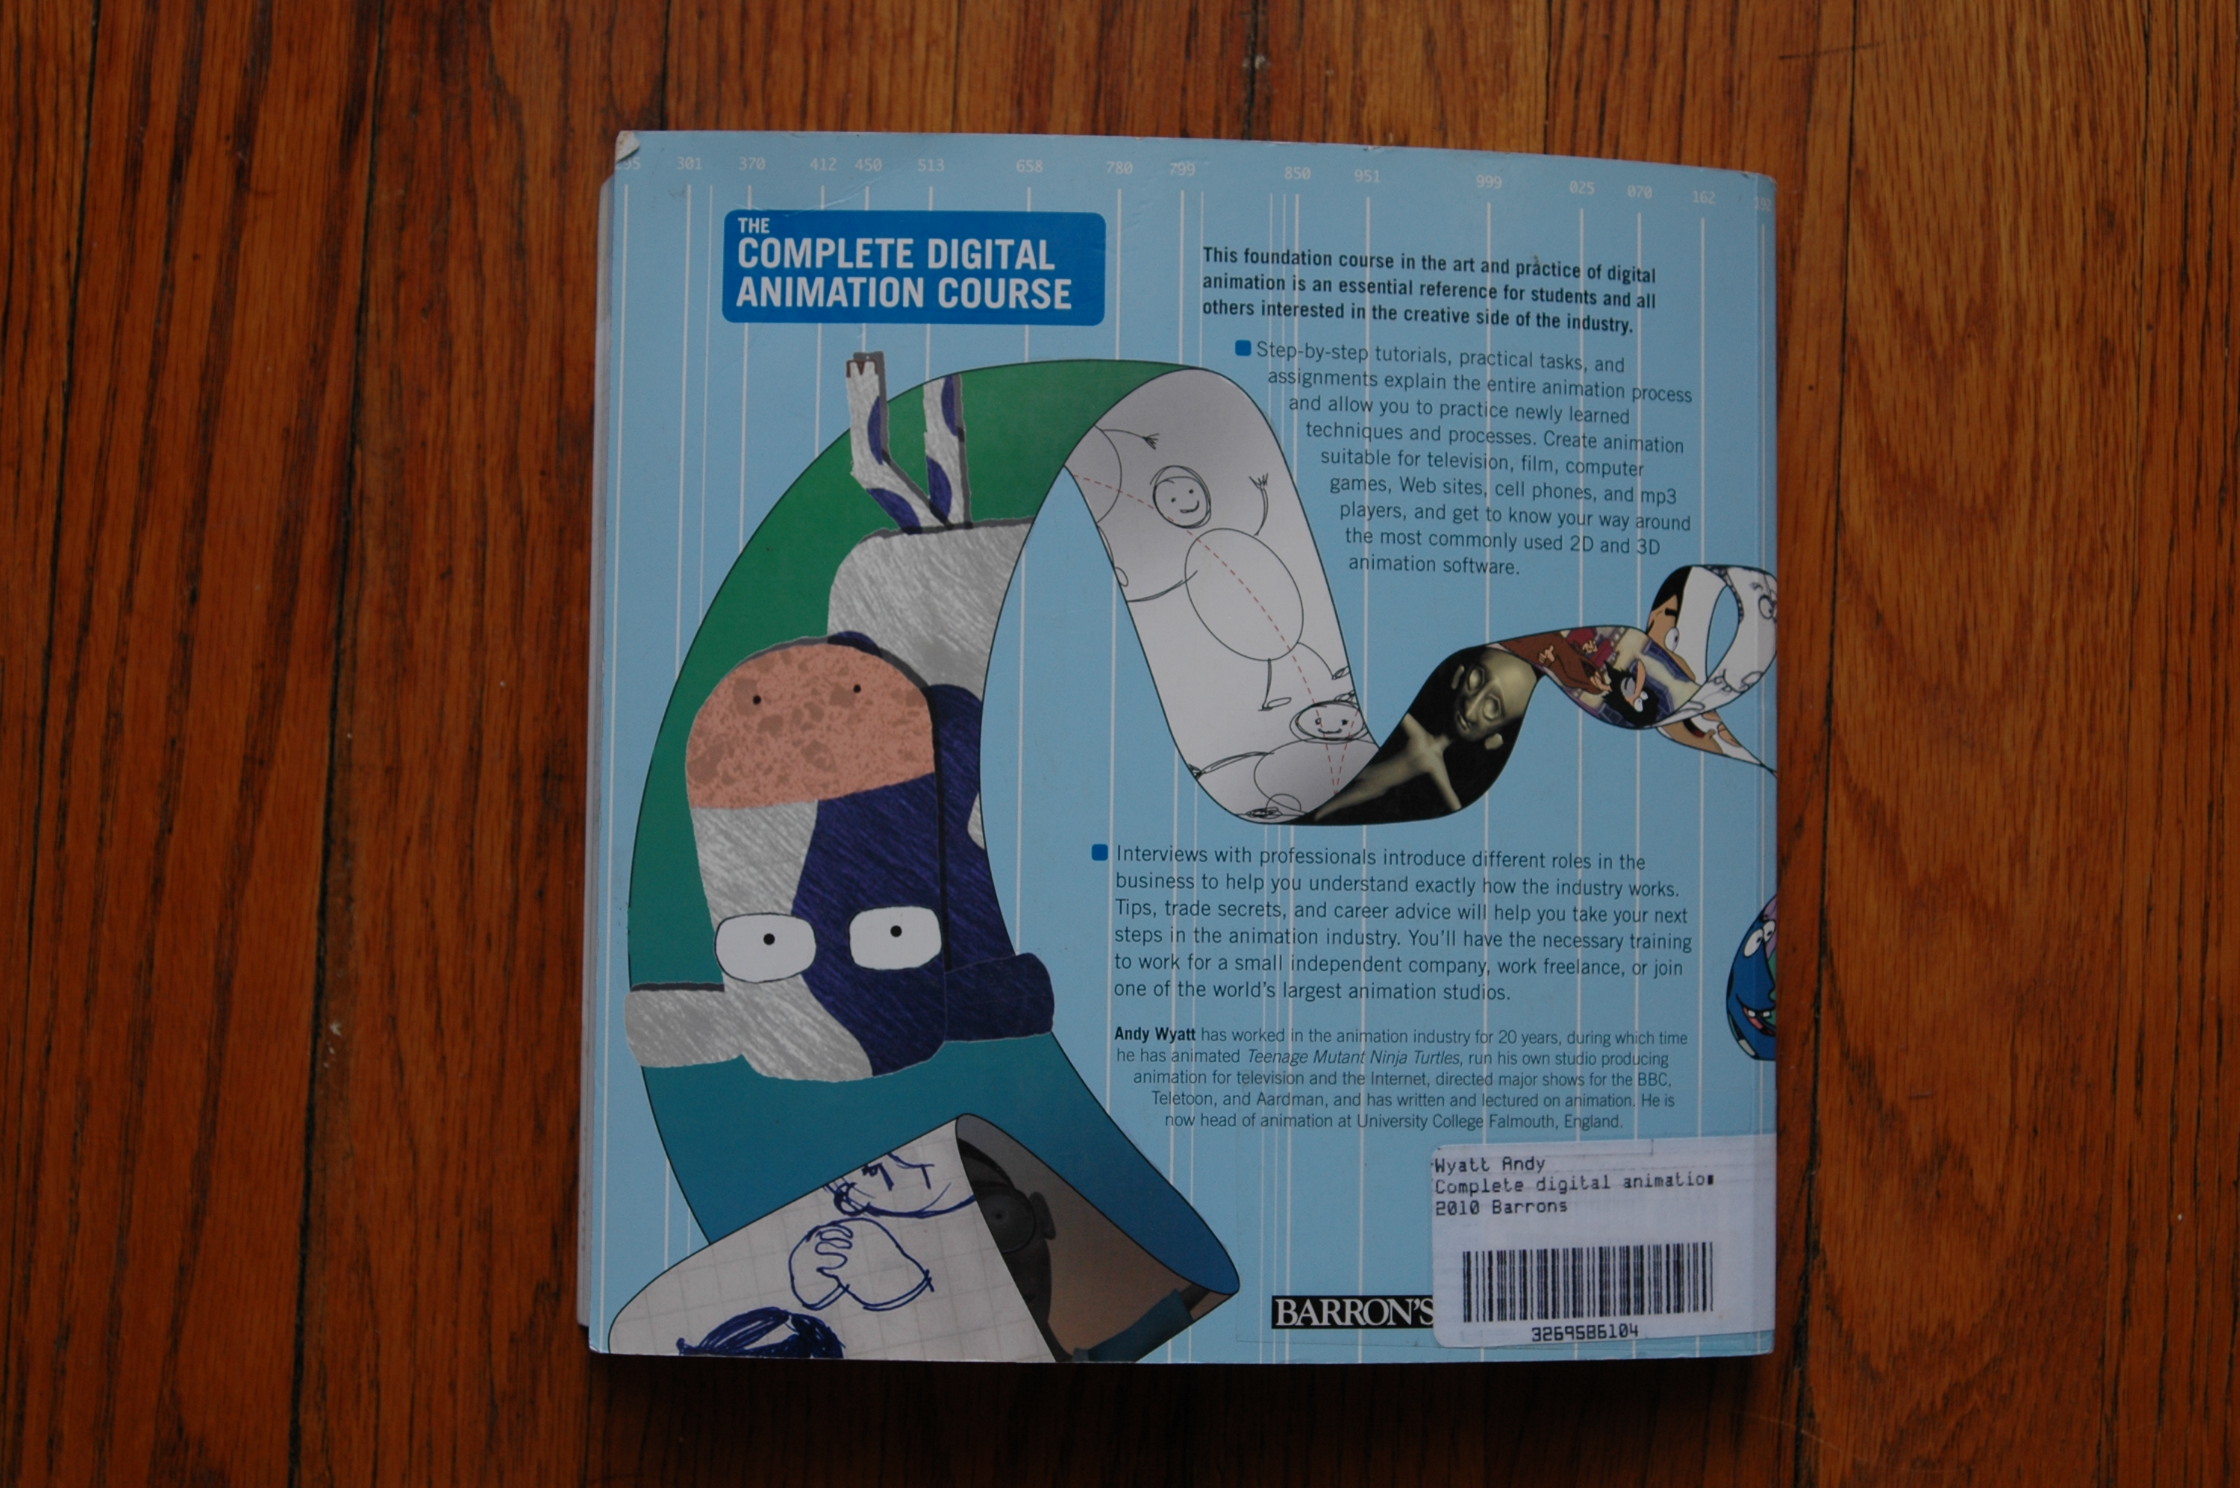 THE
COMPLETE DIGITAL
ANIMATION COURSE
This foundation course in the art and practice of digital
animation is an essential reference for students and all
others interested in the creative side of the industry.
Step-by-step tutorials, practical tasks, and
assignments explain the entire animation process
and allow you to practice newly learned
techniques and processes. Create animation
suitable for television, film, computer
games, Web sites, cell phones, and mp3
players, and get to know your way around
the most commonly used 2D and 3D
animation software.
Interviews with professionals introduce different roles in the
business to help you understand exactly how the industry works.
Tips, trade secrets, and career advice will help you take your next
steps in the animation industry. You'll have the necessary training
to work for a small independent company, work freelance, or join
one of the world's largest animation studios.
Andy Wyatt has worked in the animation industry for 20 years, during which time
he has animated Teenage Mutant Ninja Turtles, run his own studio producing
animation for television and the Internet, directed major shows for the BBC,
Teletoon, and Aardman, and has written and lectured on animation. He is
now head of animation at University College Falmouth, England.
BARRON'S
Wyatt Andy
Complete digital animation
2010 Barrons
3269586104
301
370
412
450
513
658
780
799
850
951
999
025
070
162